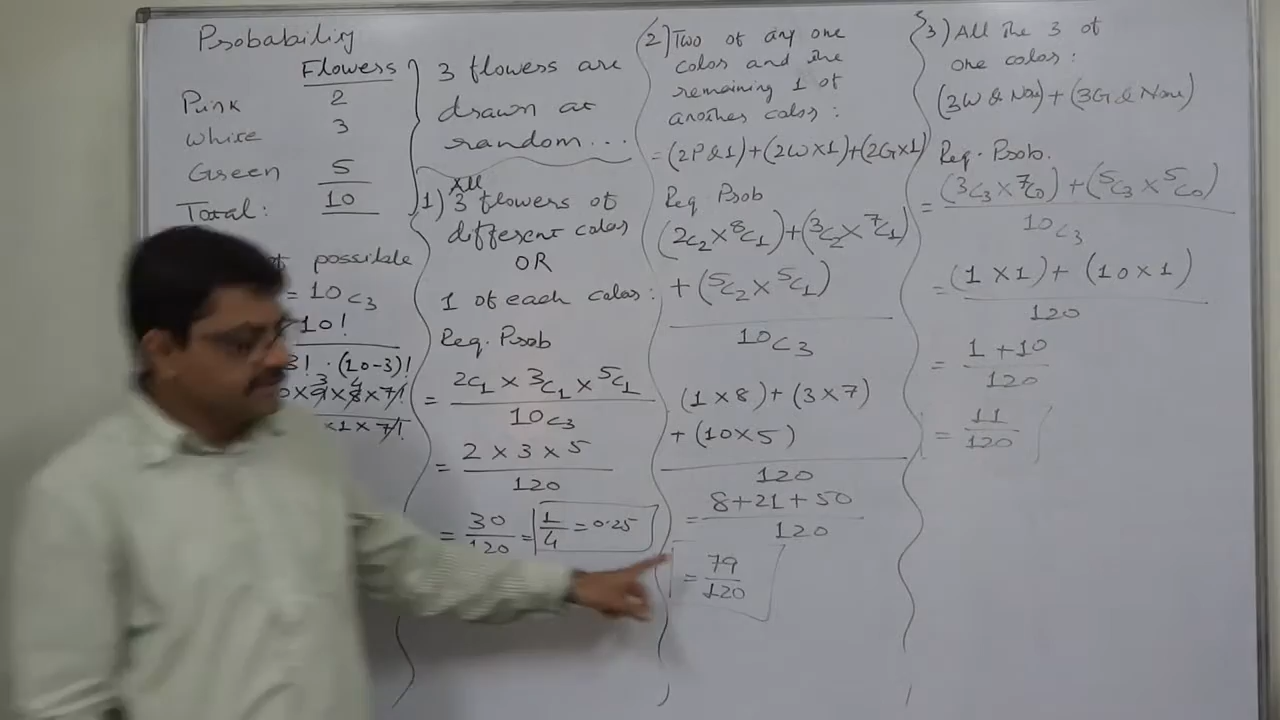 Probability
Flowers
Pink 2
White 3
Green 5
Total: 10
of possible
= 10C3
10!
3! · (10-3)!
0×9×8×7!
×1×7!
3 4
3 flowers are
drawn at
random...
All
1) 3 flowers of
different color
OR
1 of each color:
Req. Prob
= 2C1 × 3C1 × 5C1
10C3
= 2 × 3 × 5
120
= 30
120
= 1
4
= 0.25
(2) Two of any one
color and the
remaining 1 of
another color:
= (2P&1)+(2W×1)+(2G×1)
Req Prob
(2C2×8C1)+(3C2×7C1)
+ (5C2×5C1)
10C3
(1×8)+(3×7)
+(10×5)
120
= 8+21+50
120
= 79
120
3) All the 3 of
one color:
(3W & None)+(3G & None)
Req. Prob.
= (3C3×7C0)+(5C3×5C0)
10C3
= (1×1)+(10×1)
120
= 1+10
120
= 11
120